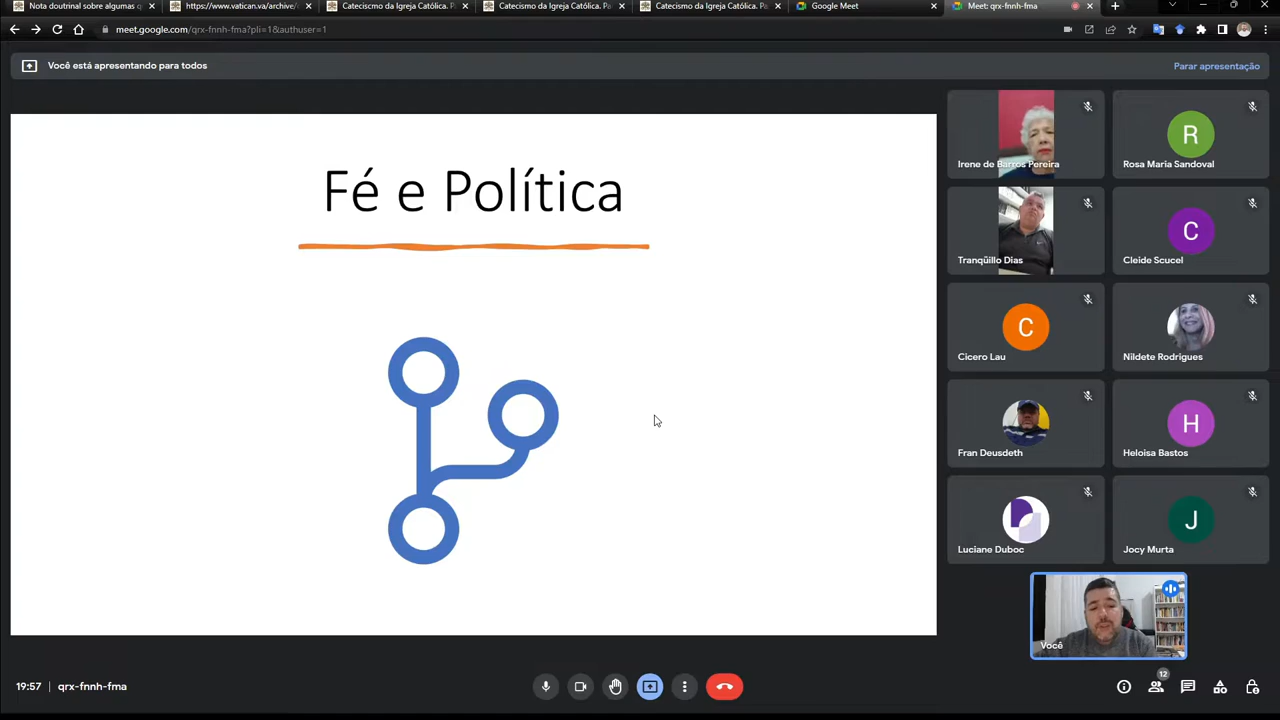 Nota doutrinal sobre algumas q
https://www.vatican.va/archive/
Cateciscmo da Igreja Católica. P
Catecismo da Igreja Católica. Pa
Catecismo da Igreja Católica. Pa
Google Meet
Meet: qrx-fnnh-fma
meet.google.com/qrx-fnnh-fma?pli=1&authuser=1
Você está apresentando para todos
Parar apresentação
Fé e Política
Irene de Barros Pereira
R
Rosa Maria Sandoval
Tranqüillo Dias
C
Cleide Scucel
C
Cicero Lau
Nildete Rodrigues
Fran Deusdeth
H
Heloisa Bastos
Luciane Duboc
J
Jocy Murta
Você
19:57 | qrx-fnnh-fma
12